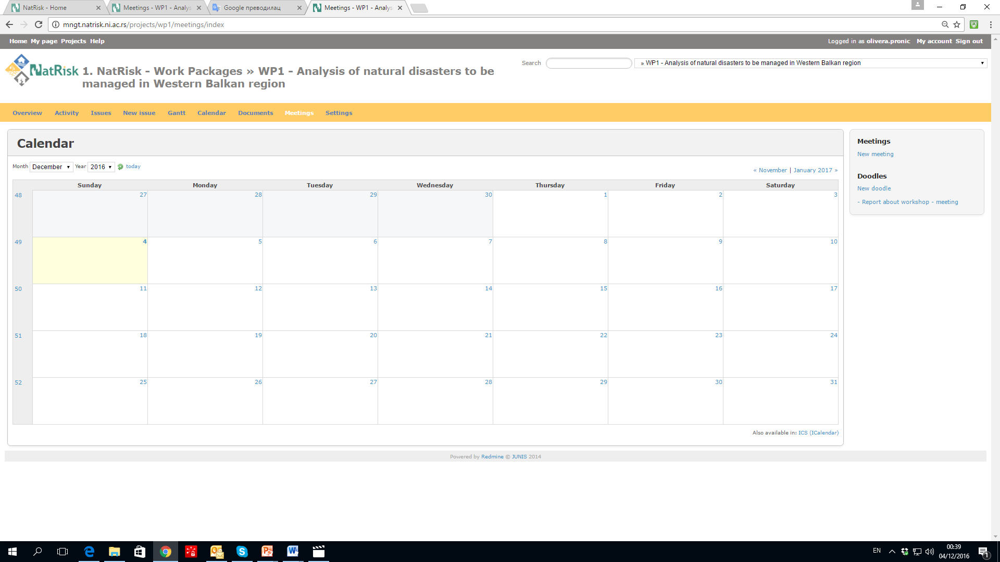 NatRisk - Home
Meetings - WP1 - Analys
Google преводилац
Meetings - WP1 - Analys
mngt.natrisk.ni.ac.rs/projects/wp1/meetings/index
Home My page Projects Help
Logged in as olivera.pronic My account Sign out
NatRisk
1. NatRisk - Work Packages » WP1 - Analysis of natural disasters to be
managed in Western Balkan region
Search
» WP1 - Analysis of natural disasters to be managed in Western Balkan region
Overview Activity Issues New issue Gantt Calendar Documents Meetings Settings
Calendar
Month December Year 2016 today
« November | January 2017 »
Sunday Monday Tuesday Wednesday Thursday Friday Saturday
48 27 28 29 30 1 2 3
49 4 5 6 7 8 9 10
50 11 12 13 14 15 16 17
51 18 19 20 21 22 23 24
52 25 26 27 28 29 30 31
Also available in: ICS (ICalendar)
Meetings
New meeting
Doodles
New doodle
- Report about workshop - meeting
Powered by Redmine © JUNIS 2014
EN
00:39
04/12/2016
1